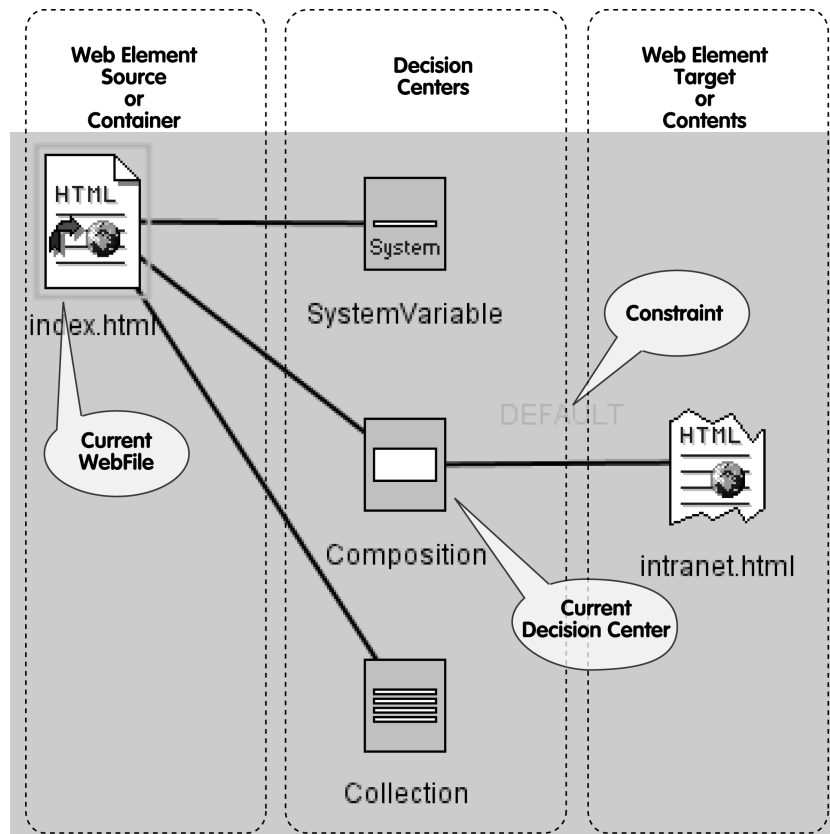 Web Element
Source
or
Container
Decision
Centers
Web Element
Target
or
Contents
HTML
index.html
System
SystemVariable
Constraint
DEFAULT
Current
WebFile
HTML
Composition
intranet.html
Current
Decision Center
Collection